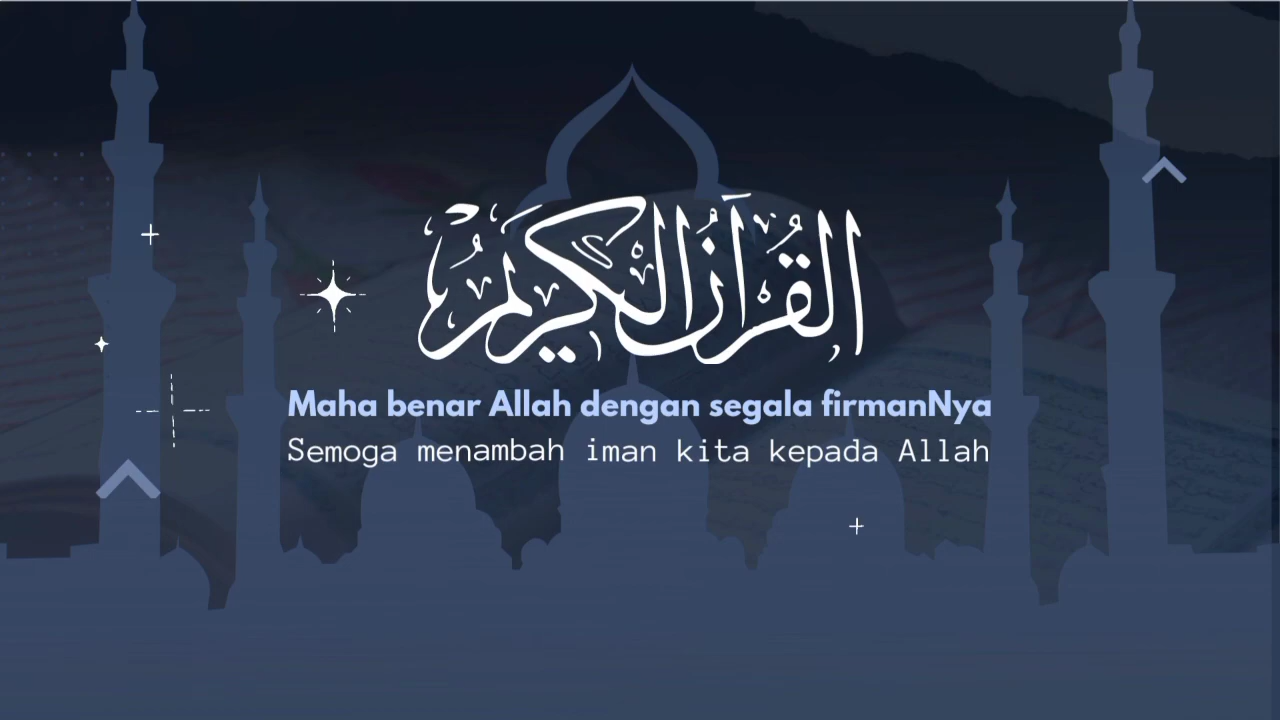 القرآن الكريم
Maha benar Allah dengan segala firmanNya
Semoga menambah iman kita kepada Allah